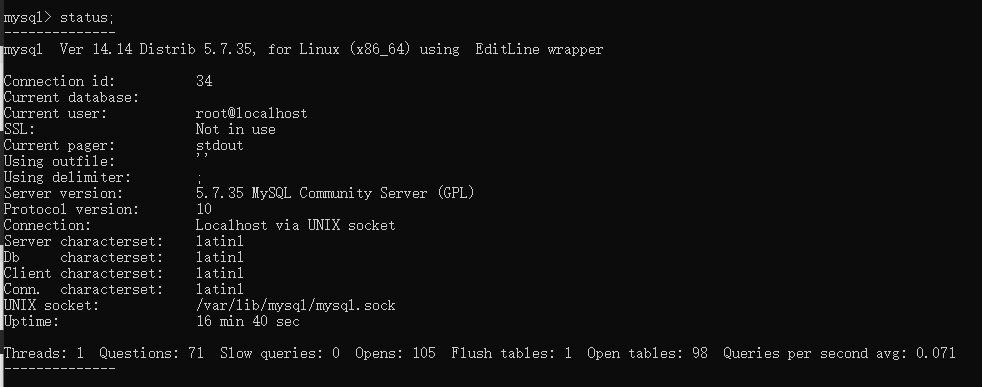 mysql> status;
--------------
mysql  Ver 14.14 Distrib 5.7.35, for Linux (x86_64) using  EditLine wrapper
Connection id:          34
Current database:
Current user:           root@localhost
SSL:                    Not in use
Current pager:          stdout
Using outfile:          ''
Using delimiter:        ;
Server version:         5.7.35 MySQL Community Server (GPL)
Protocol version:       10
Connection:             Localhost via UNIX socket
Server characterset:    latin1
Db     characterset:    latin1
Client characterset:    latin1
Conn.  characterset:    latin1
UNIX socket:            /var/lib/mysql/mysql.sock
Uptime:                 16 min 40 sec
Threads: 1  Questions: 71  Slow queries: 0  Opens: 105  Flush tables: 1  Open tables: 98  Queries per second avg: 0.071
--------------